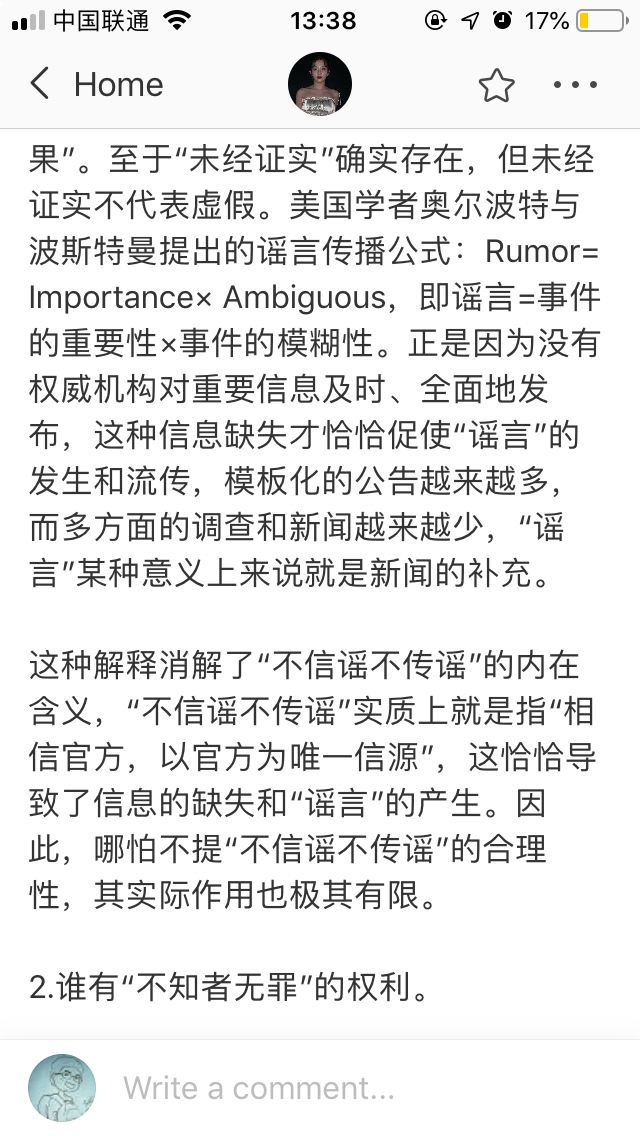 中国联通 13:38 17%
Home
果”。至于“未经证实”确实存在，但未经
证实不代表虚假。美国学者奥尔波特与
波斯特曼提出的谣言传播公式：Rumor=
Importance× Ambiguous，即谣言=事件
的重要性×事件的模糊性。正是因为没有
权威机构对重要信息及时、全面地发
布，这种信息缺失才恰恰促使“谣言”的
发生和流传，模板化的公告越来越多，
而多方面的调查和新闻越来越少，“谣
言”某种意义上来说就是新闻的补充。
这种解释消解了“不信谣不传谣”的内在
含义，“不信谣不传谣”实质上就是指“相
信官方，以官方为唯一信源”，这恰恰导
致了信息的缺失和“谣言”的产生。因
此，哪怕不提“不信谣不传谣”的合理
性，其实际作用也极其有限。
2.谁有“不知者无罪”的权利。
Write a comment...